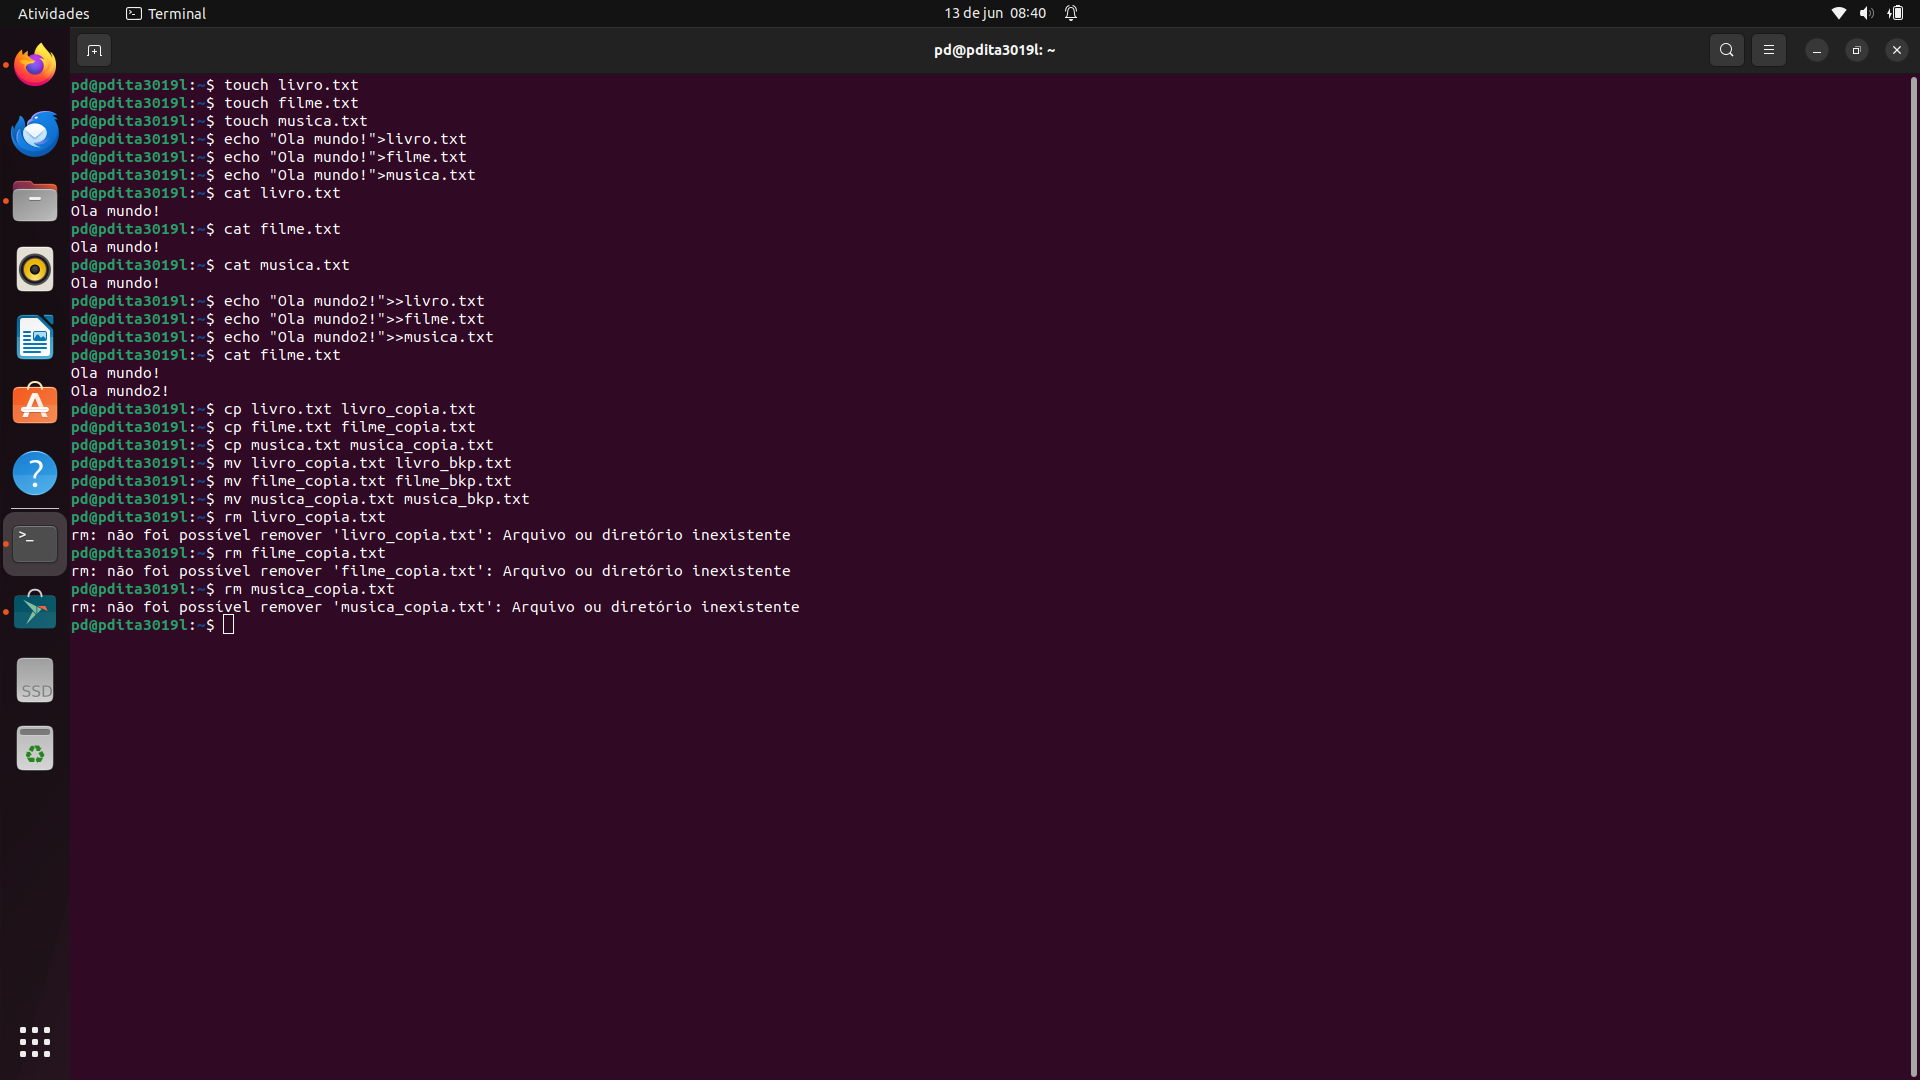 Atividades
Terminal
13 de jun 08:40
pd@pdita3019l: ~
pd@pdita3019l:~$ touch livro.txt
pd@pdita3019l:~$ touch filme.txt
pd@pdita3019l:~$ touch musica.txt
pd@pdita3019l:~$ echo "Ola mundo!">livro.txt
pd@pdita3019l:~$ echo "Ola mundo!">filme.txt
pd@pdita3019l:~$ echo "Ola mundo!">musica.txt
pd@pdita3019l:~$ cat livro.txt
Ola mundo!
pd@pdita3019l:~$ cat filme.txt
Ola mundo!
pd@pdita3019l:~$ cat musica.txt
Ola mundo!
pd@pdita3019l:~$ echo "Ola mundo2!">>livro.txt
pd@pdita3019l:~$ echo "Ola mundo2!">>filme.txt
pd@pdita3019l:~$ echo "Ola mundo2!">>musica.txt
pd@pdita3019l:~$ cat filme.txt
Ola mundo!
Ola mundo2!
pd@pdita3019l:~$ cp livro.txt livro_copia.txt
pd@pdita3019l:~$ cp filme.txt filme_copia.txt
pd@pdita3019l:~$ cp musica.txt musica_copia.txt
pd@pdita3019l:~$ mv livro_copia.txt livro_bkp.txt
pd@pdita3019l:~$ mv filme_copia.txt filme_bkp.txt
pd@pdita3019l:~$ mv musica_copia.txt musica_bkp.txt
pd@pdita3019l:~$ rm livro_copia.txt
rm: não foi possível remover 'livro_copia.txt': Arquivo ou diretório inexistente
pd@pdita3019l:~$ rm filme_copia.txt
rm: não foi possível remover 'filme_copia.txt': Arquivo ou diretório inexistente
pd@pdita3019l:~$ rm musica_copia.txt
rm: não foi possível remover 'musica_copia.txt': Arquivo ou diretório inexistente
pd@pdita3019l:~$
SSD